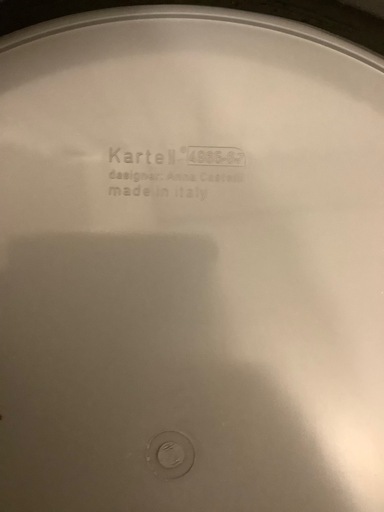 Kartell®
designer: Anna Castelli
made in italy